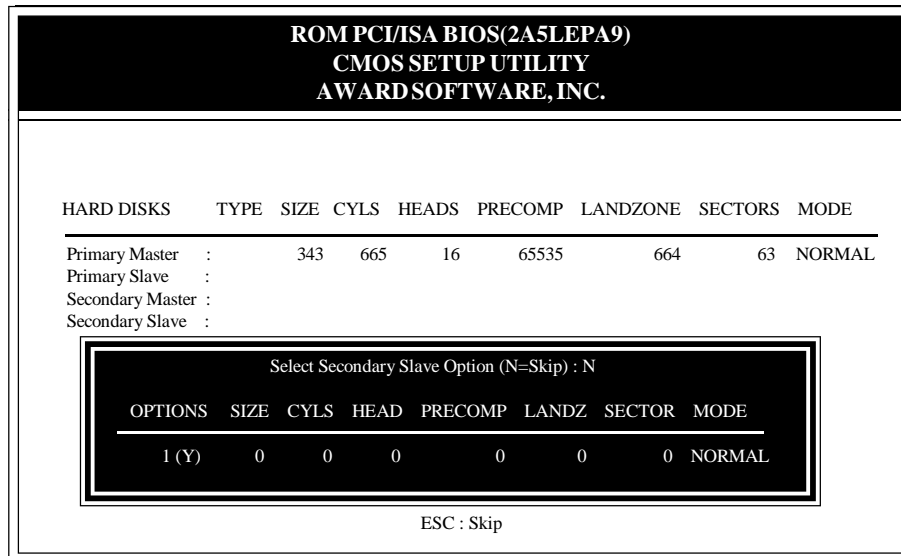 ROM PCI/ISA BIOS(2A5LEPA9)
CMOS SETUP UTILITY
AWARD SOFTWARE, INC.
HARD DISKS TYPE SIZE CYLS HEADS PRECOMP LANDZONE SECTORS MODE
Primary Master : 343 665 16 65535 664 63 NORMAL
Primary Slave :
Secondary Master :
Secondary Slave :
Select Secondary Slave Option (N=Skip) : N
OPTIONS SIZE CYLS HEAD PRECOMP LANDZ SECTOR MODE
1 (Y) 0 0 0 0 0 0 NORMAL
ESC : Skip